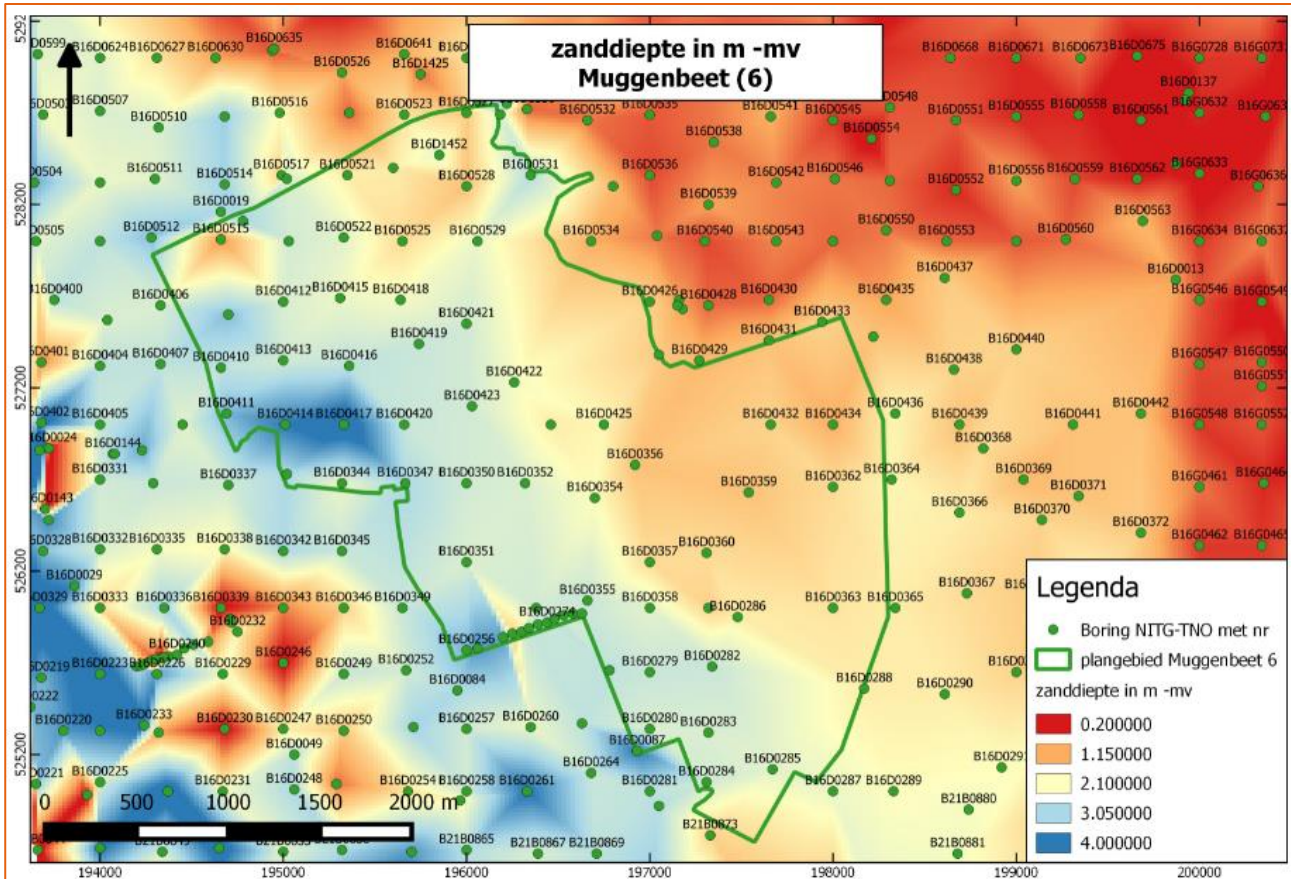 zanddiepte in m -mv
Muggenbeet (6)
B16D0624 B16D0627 B16D0630 B16D0635 B16D0641 B16D0668 B16D0671 B16D0673 B16D0675 B16G0728
B16D0526 B16D1425 B16D0137
B16D0507 B16D0516 B16D0523 B16D0532 B16D0535 B16D0541 B16D0545 B16D0551 B16D0555 B16D0558 B16D0561 B16G0632
B16D0510 B16D0538 B16D0554
B16D1452
B16D0511 B16D0514 B16D0517 B16D0521 B16D0528 B16D0531 B16D0536 B16D0542 B16D0546 B16D0552 B16D0556 B16D0559 B16D0562 B16G0633 B16G0636
B16D0019 B16D0539
B16D0512 B16D0515 B16D0522 B16D0525 B16D0529 B16D0534 B16D0540 B16D0543 B16D0550 B16D0553 B16D0560 B16D0563 B16G0634
B16D0437 B16D0013
B16D0406 B16D0412 B16D0415 B16D0418 B16D0421 B16D0426 B16D0428 B16D0430 B16D0433 B16D0435 B16G0546
B16D0419 B16D0431 B16D0440
B16D0404 B16D0407 B16D0410 B16D0413 B16D0416 B16D0422 B16D0429 B16D0438 B16G0547
B16D0423
B16D0405 B16D0411 B16D0414 B16D0417 B16D0420 B16D0425 B16D0432 B16D0434 B16D0436 B16D0439 B16D0441 B16D0442 B16G0548
B16D0144 B16D0356 B16D0368
B16D0331 B16D0337 B16D0344 B16D0347 B16D0350 B16D0352 B16D0354 B16D0359 B16D0362 B16D0364 B16D0369 B16D0371 B16G0461
B16D0366 B16D0370 B16D0372
B16D0332 B16D0335 B16D0338 B16D0342 B16D0345 B16D0351 B16D0357 B16D0360 B16G0462 B16G0465
B16D0029 B16D0367
B16D0333 B16D0336 B16D0339 B16D0343 B16D0346 B16D0349 B16D0355 B16D0358 B16D0286 B16D0363 B16D0365
B16D0232 B16D0274
B16D0240 B16D0256
B16D0223 B16D0226 B16D0229 B16D0246 B16D0249 B16D0252 B16D0279 B16D0282
B16D0084 B16D0288 B16D0290
B16D0220 B16D0233 B16D0230 B16D0247 B16D0250 B16D0257 B16D0260 B16D0280 B16D0283
B16D0049 B16D0087
B16D0225 B16D0231 B16D0248 B16D0254 B16D0258 B16D0261 B16D0264 B16D0281 B16D0284 B16D0285 B16D0287 B16D0289
B21B0880
B21B0865 B21B0867 B21B0869 B21B0873 B21B0881
528200
527200
526200
525200
0 500 1000 1500 2000 m
194000 195000 196000 197000 198000 199000 200000
Legenda
Boring NITG-TNO met nr
plangebied Muggenbeet 6
zanddiepte in m -mv
0.200000
1.150000
2.100000
3.050000
4.000000